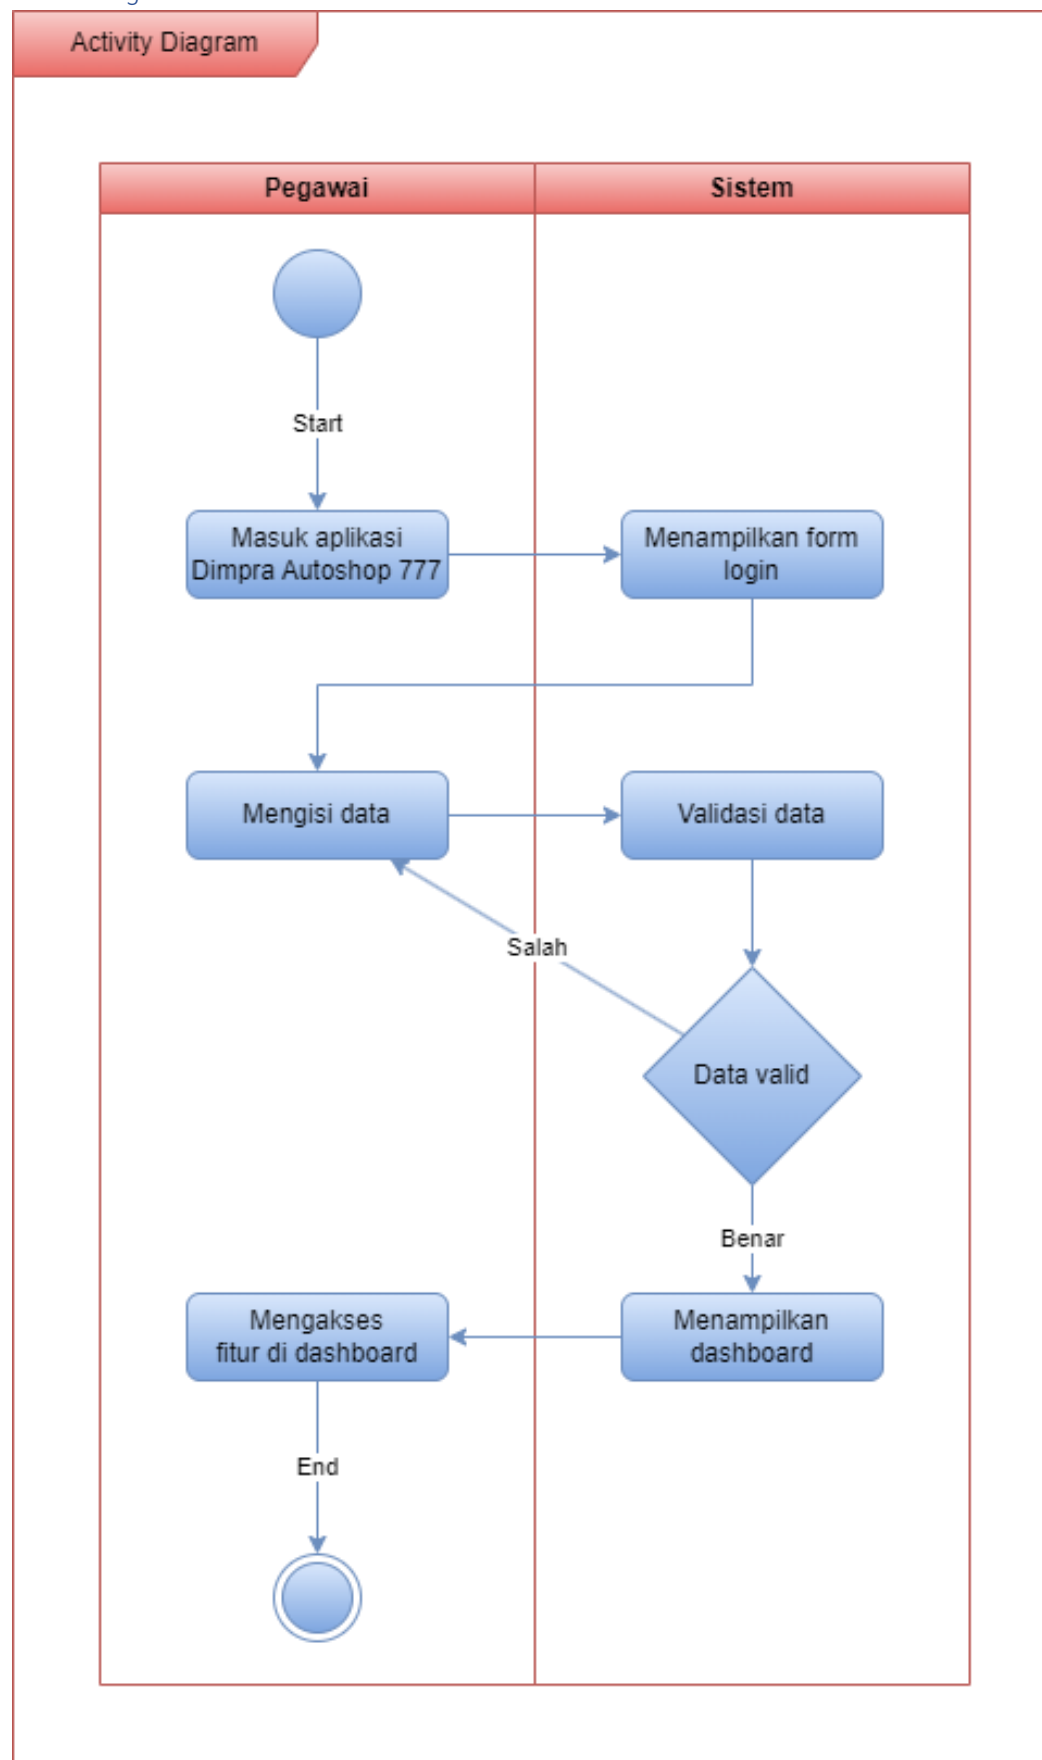 Activity Diagram
Pegawai
Sistem
Start
Masuk aplikasi
Dimpra Autoshop 777
Menampilkan form
login
Mengisi data
Validasi data
Salah
Data valid
Benar
Mengakses
fitur di dashboard
Menampilkan
dashboard
End